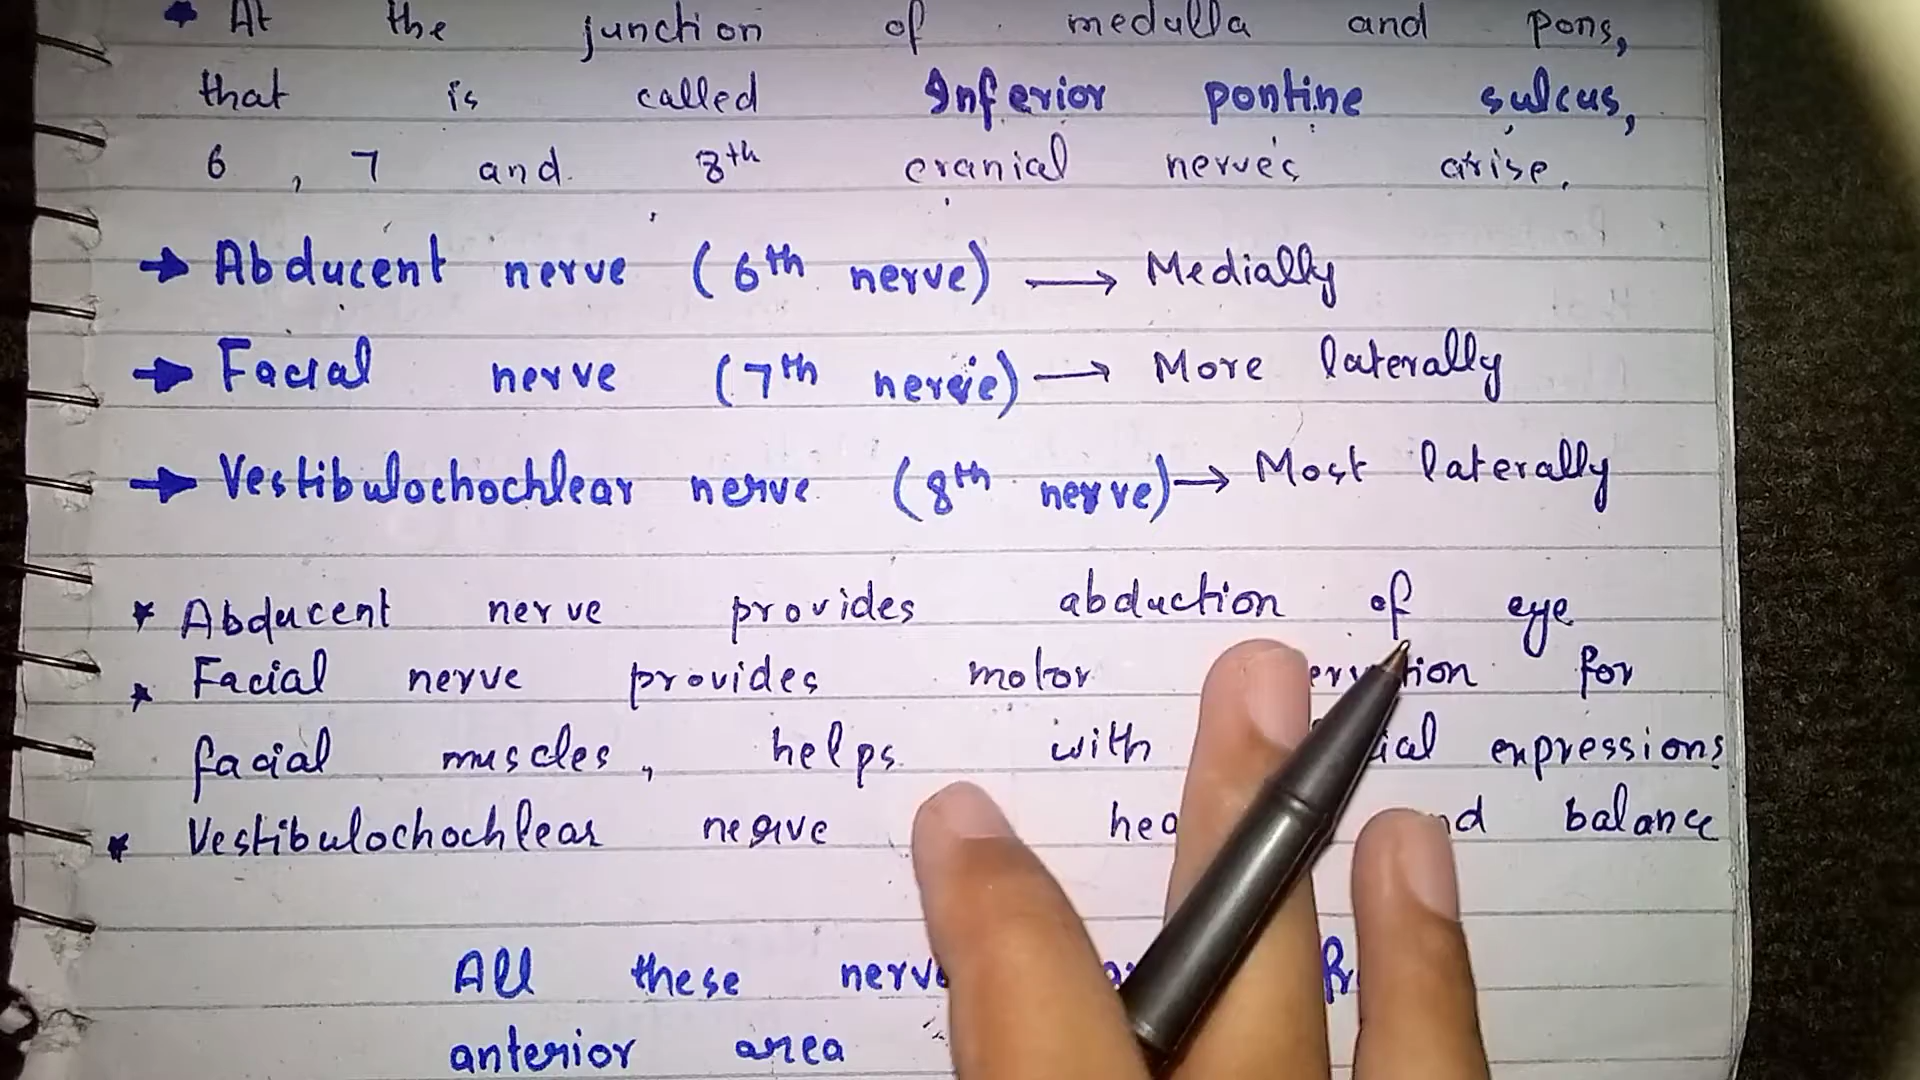 At the junction of medulla and pons,
that is called Inferior pontine sulcus,
6, 7 and 8th cranial nerves arise.
→ Abducent nerve (6th nerve) → Medially
→ Facial nerve (7th nerve) → More laterally
→ Vestibulochochlear nerve (8th nerve) → Most laterally
* Abducent nerve provides abduction of eye
* Facial nerve provides motor for
facial muscles, helps with expressions
* Vestibulochochlear nerve balance
All these
anterior area